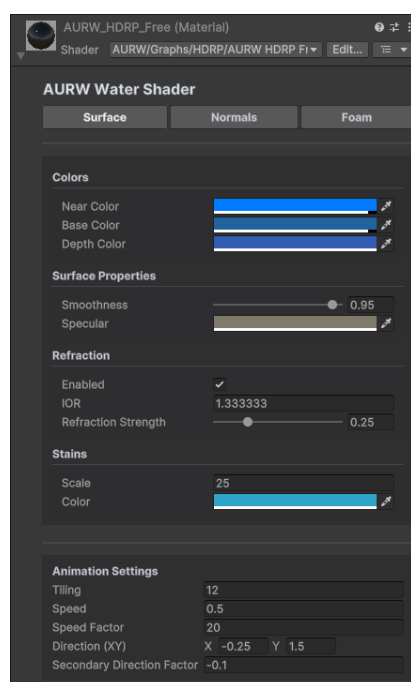 AURW_HDRP_Free (Material)
Shader AURW/Graphs/HDRP/AURW HDRP Fr Edit...
AURW Water Shader
Surface Normals Foam
Colors
Near Color
Base Color
Depth Color
Surface Properties
Smoothness 0.95
Specular
Refraction
Enabled
IOR 1.333333
Refraction Strength 0.25
Stains
Scale 25
Color
Animation Settings
Tiling 12
Speed 0.5
Speed Factor 20
Direction (XY) X -0.25 Y 1.5
Secondary Direction Factor -0.1